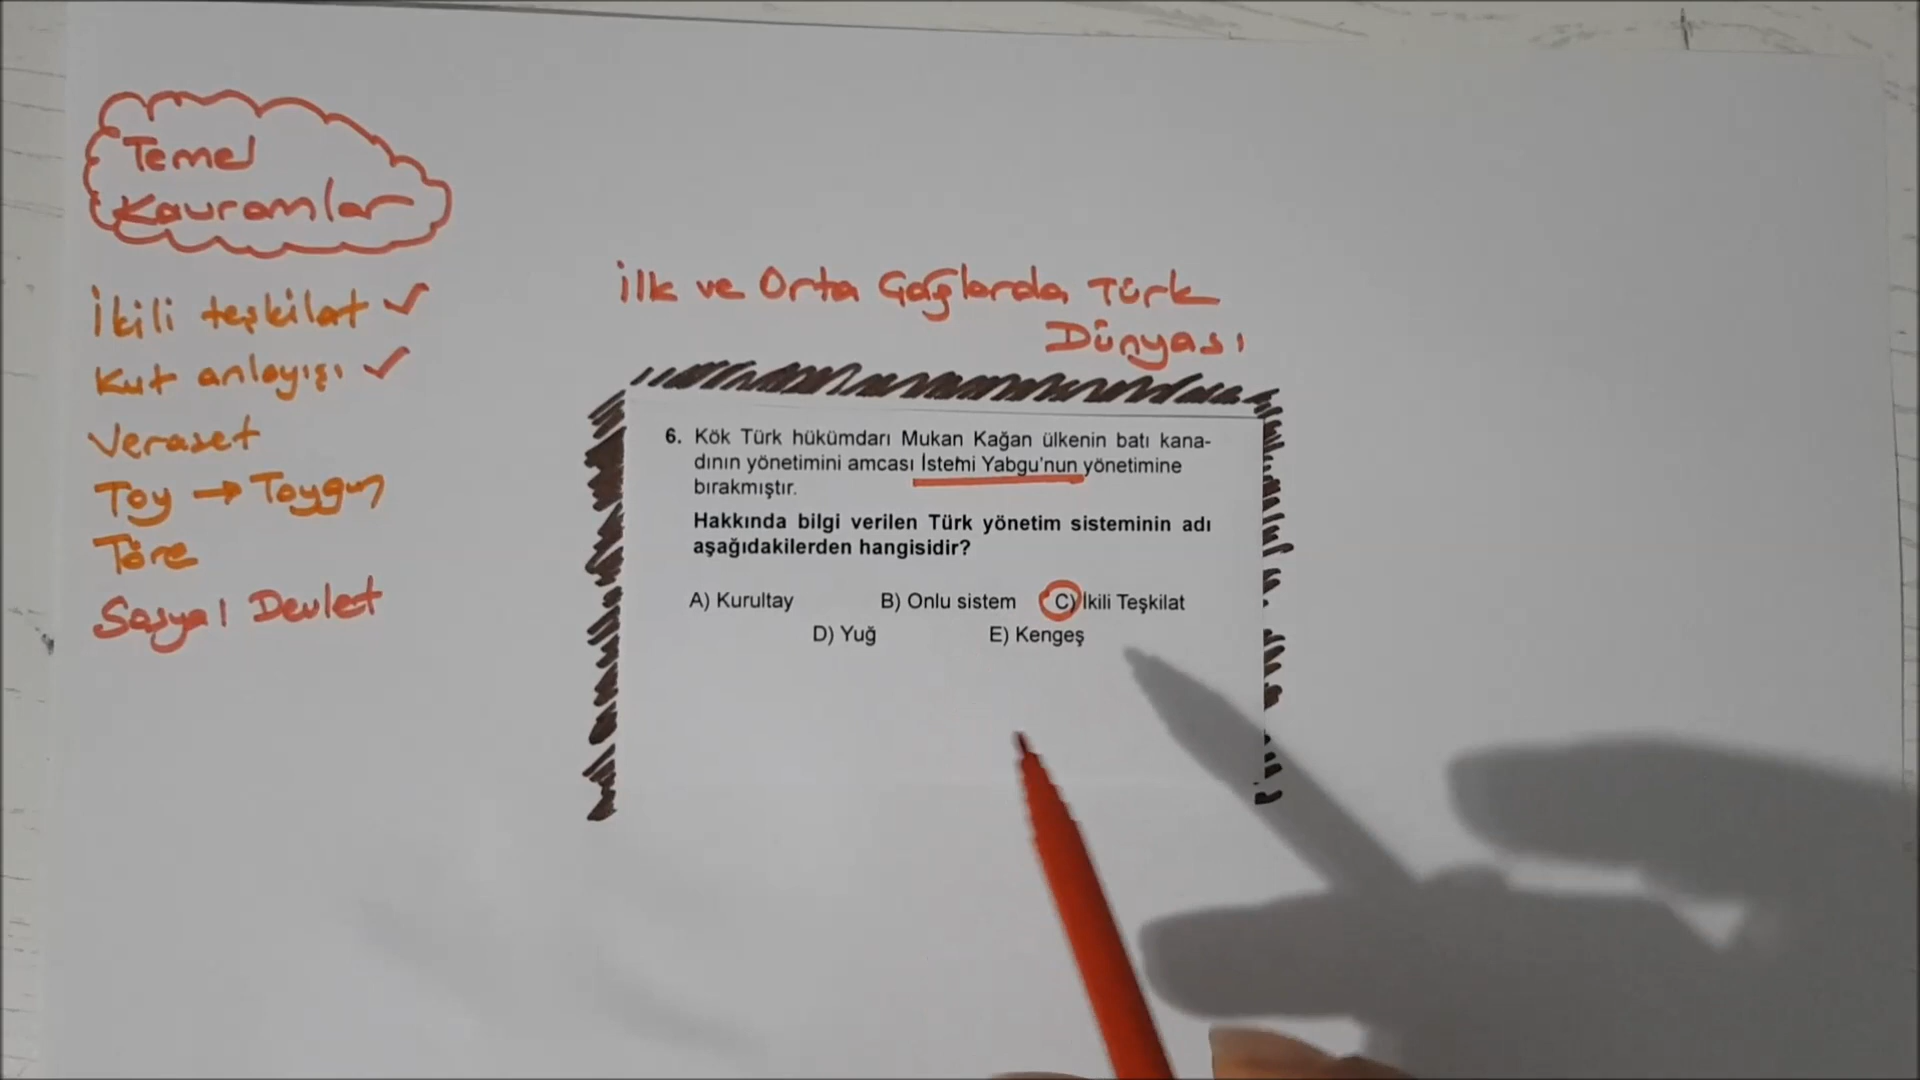 Temel
Kavramlar
İkili teşkilat ✓
Kut anlayışı ✓
Veraset
Toy → Toygun
Töre
Sosyal Devlet
İlk ve Orta Çağlarda Türk
Dünyası
6. Kök Türk hükümdarı Mukan Kağan ülkenin batı kana-
dının yönetimini amcası İstemi Yabgu'nun yönetimine
bırakmıştır.
Hakkında bilgi verilen Türk yönetim sisteminin adı
aşağıdakilerden hangisidir?
A) Kurultay B) Onlu sistem C) İkili Teşkilat
D) Yuğ E) Kengeş